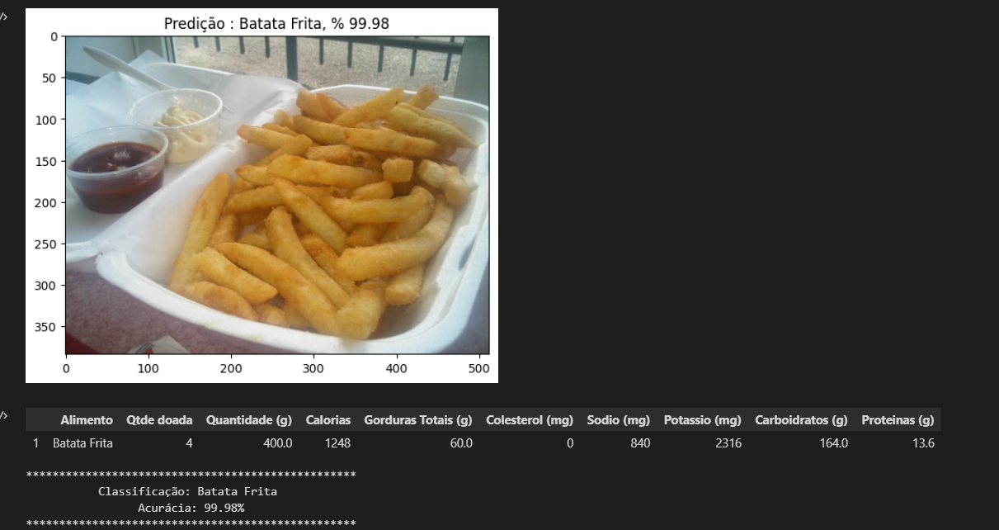 Predição : Batata Frita, % 99.98
0
50
100
150
200
250
300
350
0 100 200 300 400 500
Alimento Qtde doada Quantidade (g) Calorias Gorduras Totais (g) Colesterol (mg) Sodio (mg) Potassio (mg) Carboidratos (g) Proteinas (g)
1 Batata Frita 4 400.0 1248 60.0 0 840 2316 164.0 13.6
**************************************************
Classificação: Batata Frita
Acurácia: 99.98%
**************************************************